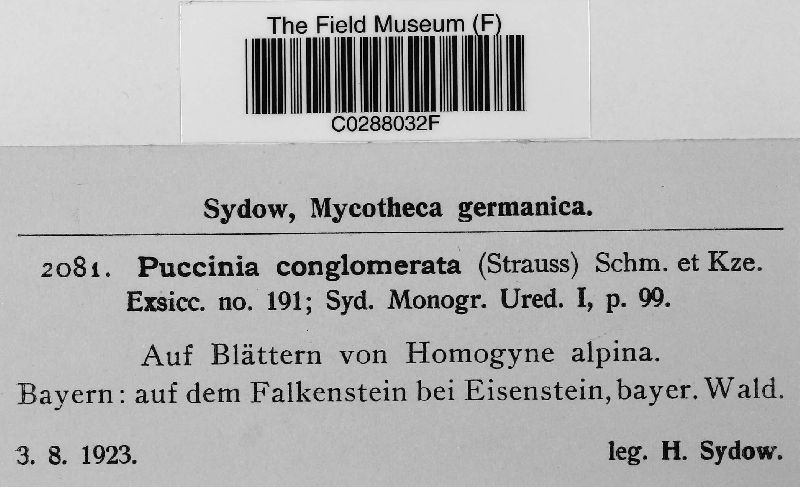 The Field Museum (F)
C0288032F
Sydow, Mycotheca germanica.
2081. Puccinia conglomerata (Strauss) Schm. et Kze.
Exsicc. no. 191; Syd. Monogr. Ured. I, p. 99.
Auf Blättern von Homogyne alpina.
Bayern: auf dem Falkenstein bei Eisenstein, bayer. Wald.
3. 8. 1923. leg. H. Sydow.